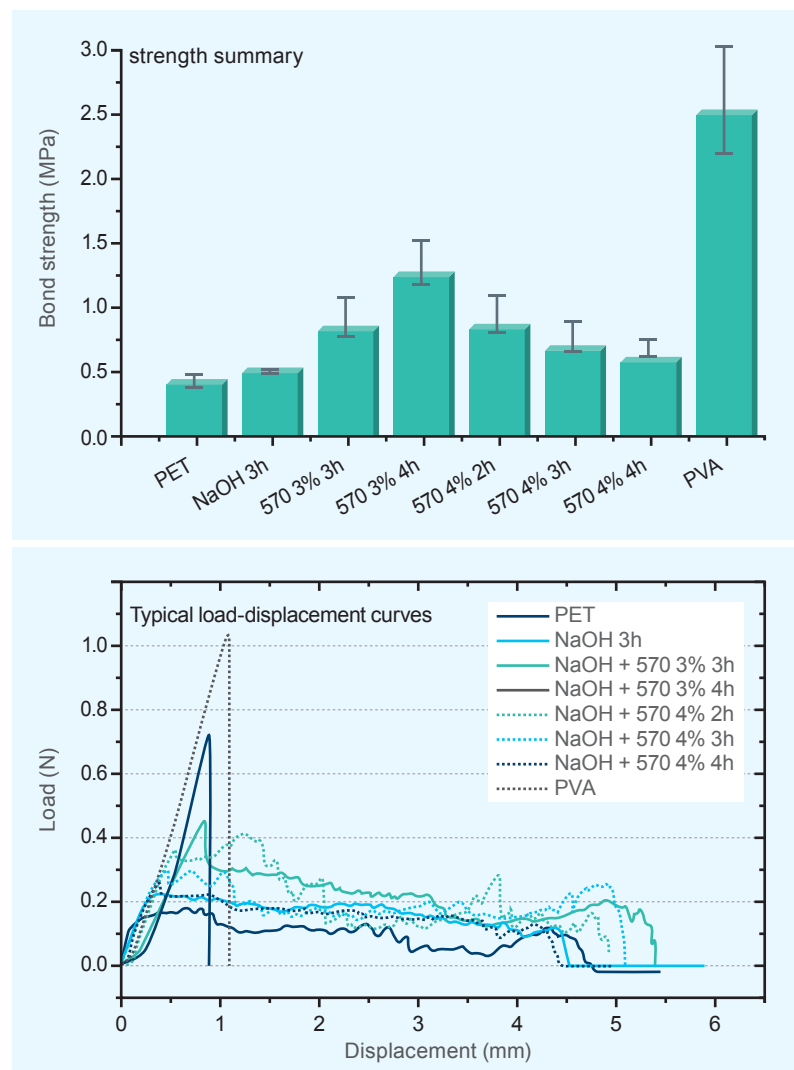 strength summary
Bond strength (MPa)
3.0
2.5
2.0
1.5
1.0
0.5
0.0
PET
NaOH 3h
570 3% 3h
570 3% 4h
570 4% 2h
570 4% 3h
570 4% 4h
PVA
Typical load-displacement curves
PET
NaOH 3h
NaOH + 570 3% 3h
NaOH + 570 3% 4h
NaOH + 570 4% 2h
NaOH + 570 4% 3h
NaOH + 570 4% 4h
PVA
Load (N)
1.0
0.8
0.6
0.4
0.2
0.0
0 1 2 3 4 5 6
Displacement (mm)